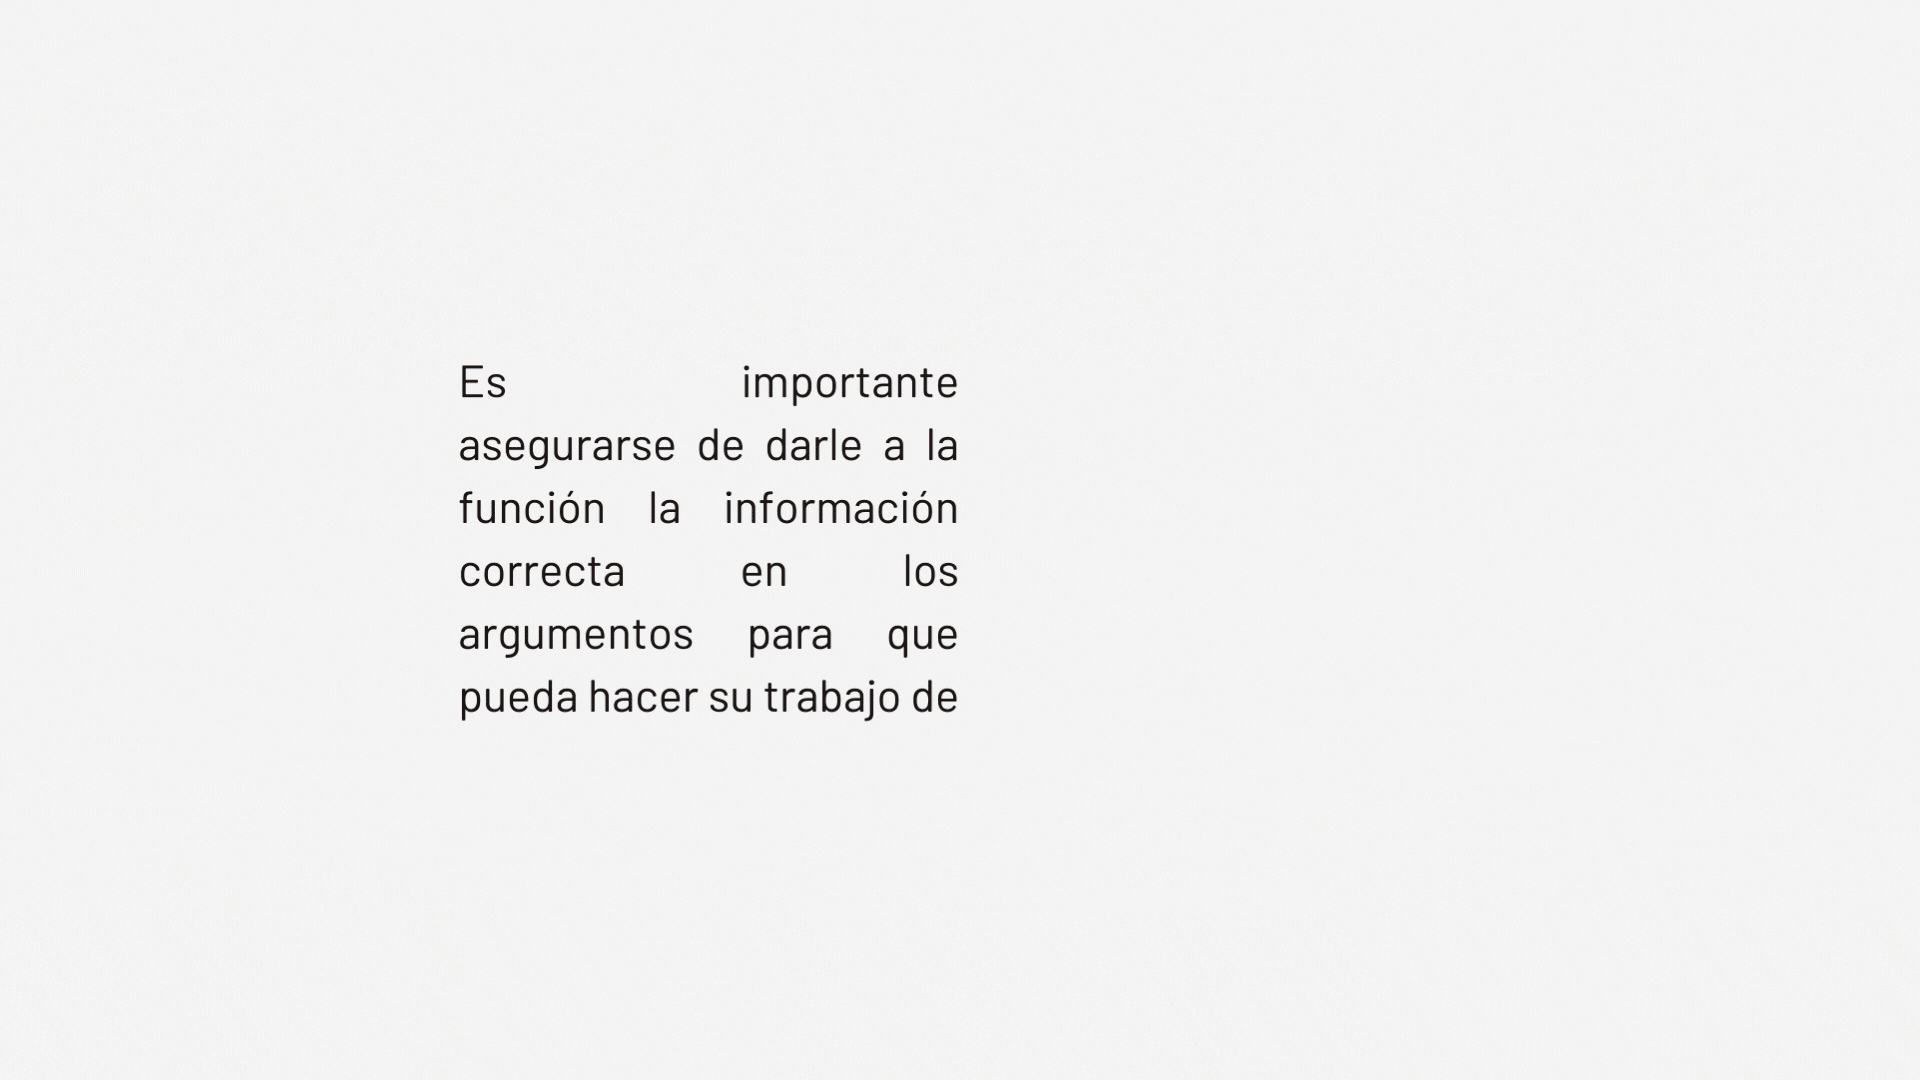 Es importante
asegurarse de darle a la
función la información
correcta en los
argumentos para que
pueda hacer su trabajo de